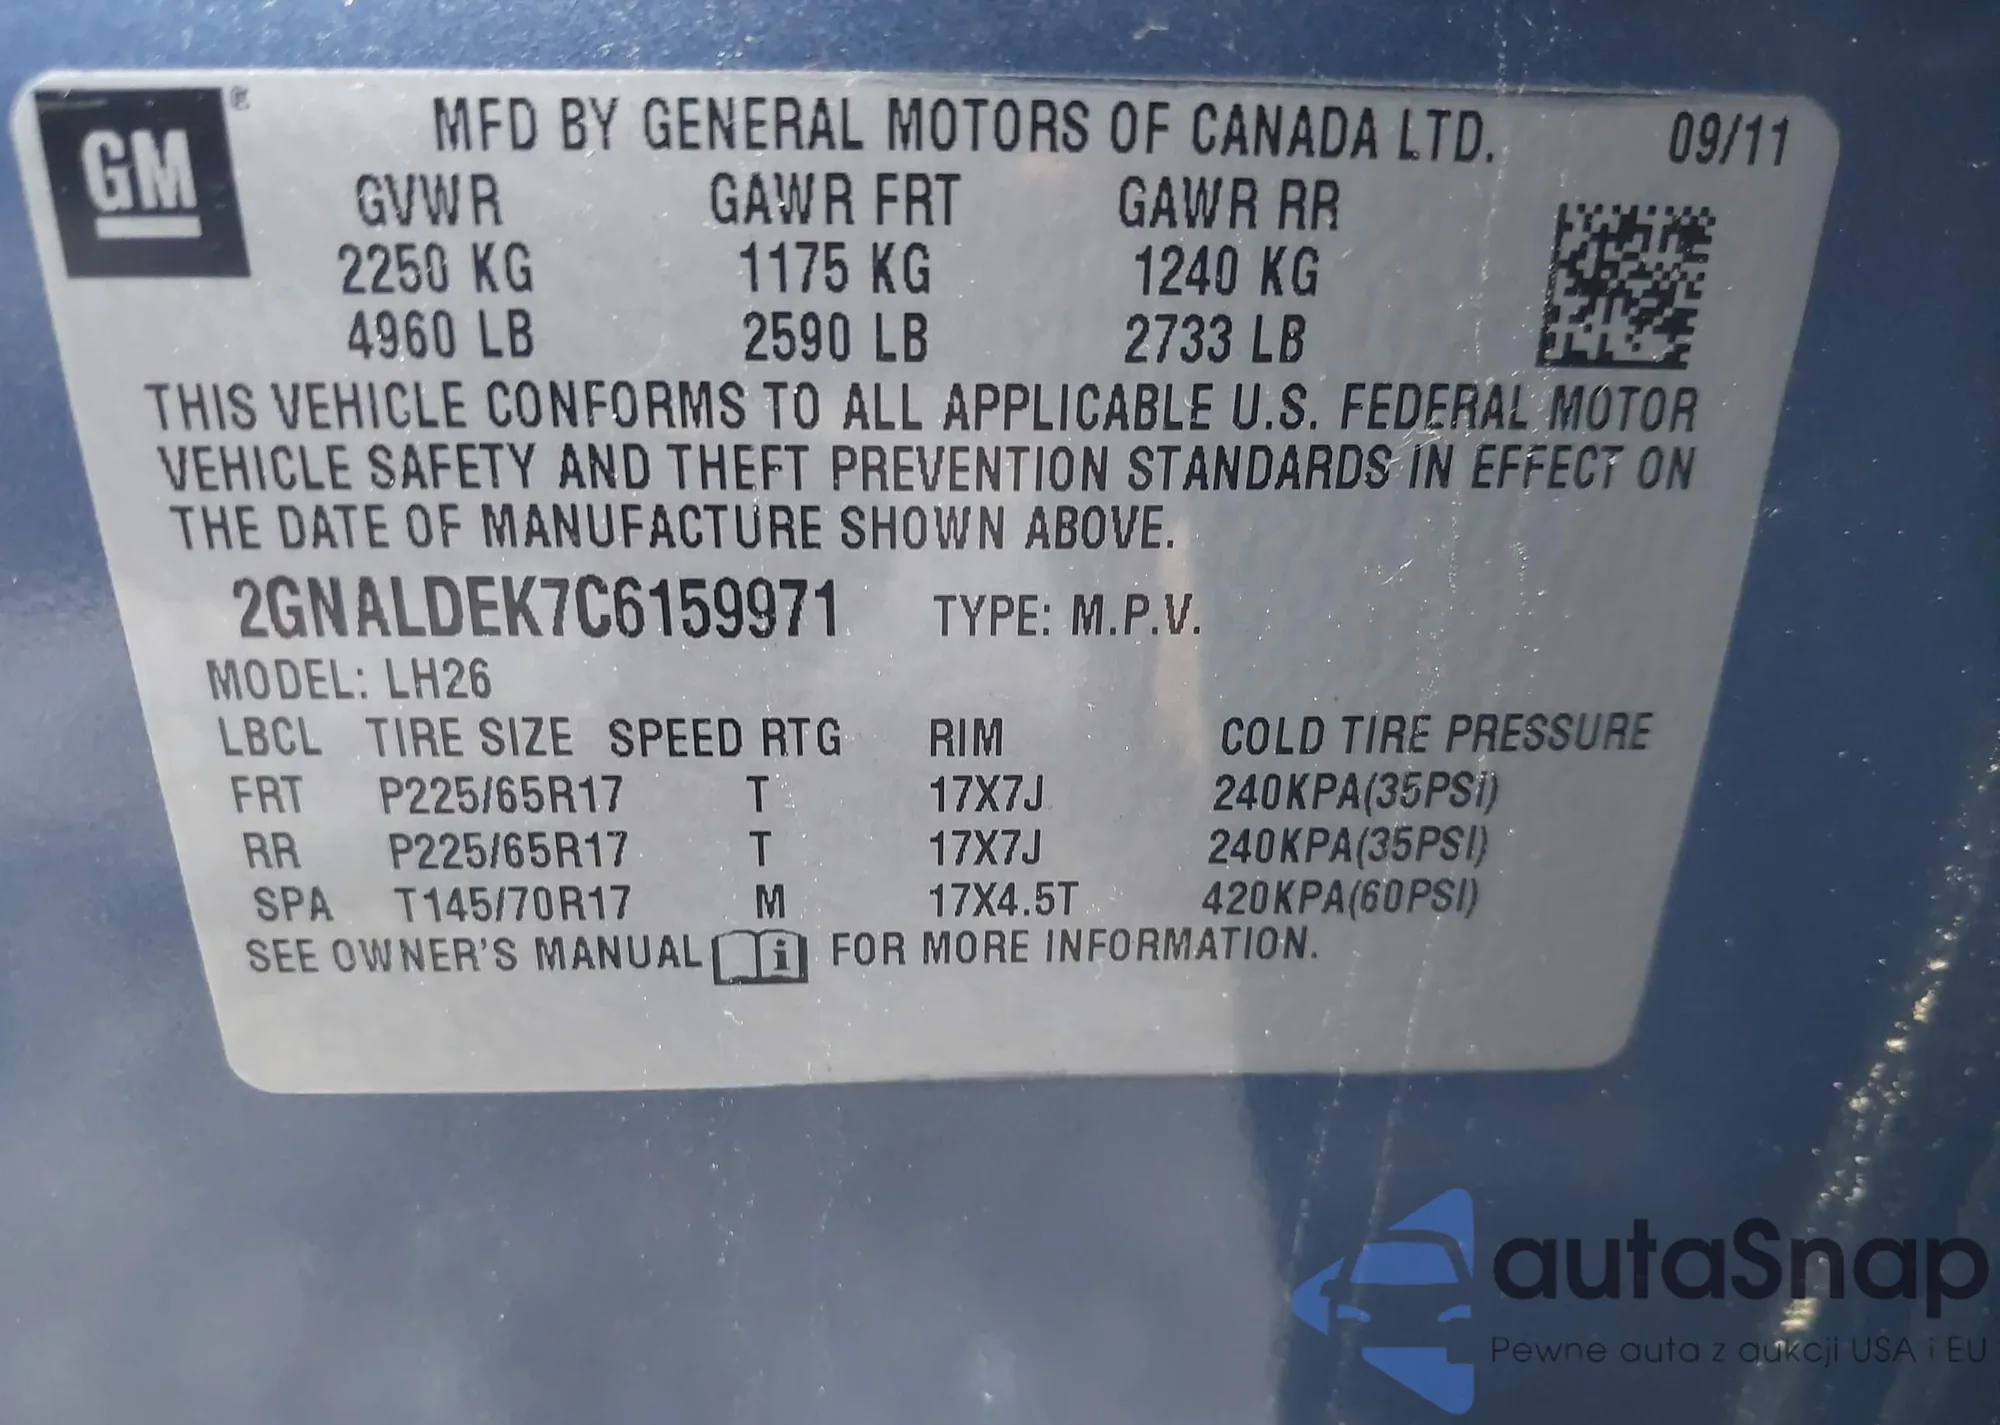 GM ®
MFD BY GENERAL MOTORS OF CANADA LTD. 09/11
GVWR GAWR FRT GAWR RR
2250 KG 1175 KG 1240 KG
4960 LB 2590 LB 2733 LB
THIS VEHICLE CONFORMS TO ALL APPLICABLE U.S. FEDERAL MOTOR
VEHICLE SAFETY AND THEFT PREVENTION STANDARDS IN EFFECT ON
THE DATE OF MANUFACTURE SHOWN ABOVE.
2GNALDEK7C6159971 TYPE: M.P.V.
MODEL: LH26
LBCL TIRE SIZE SPEED RTG RIM COLD TIRE PRESSURE
FRT P225/65R17 T 17X7J 240KPA(35PSI)
RR P225/65R17 T 17X7J 240KPA(35PSI)
SPA T145/70R17 M 17X4.5T 420KPA(60PSI)
SEE OWNER'S MANUAL i FOR MORE INFORMATION.
autaSnap
Pewne auta z aukcji USA i EU